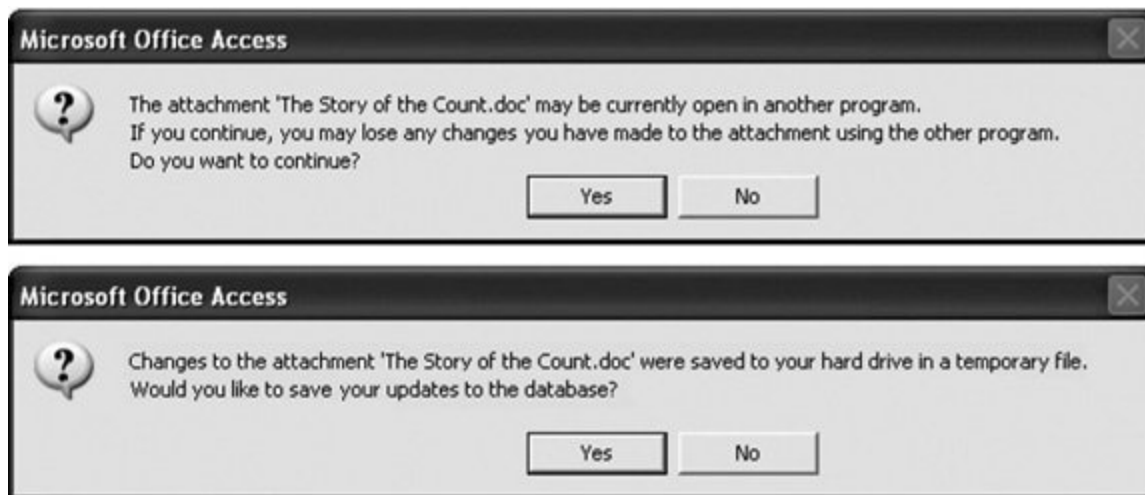 Microsoft Office Access
The attachment 'The Story of the Count.doc' may be currently open in another program.
If you continue, you may lose any changes you have made to the attachment using the other program.
Do you want to continue?
Yes No
Microsoft Office Access
Changes to the attachment 'The Story of the Count.doc' were saved to your hard drive in a temporary file.
Would you like to save your updates to the database?
Yes No